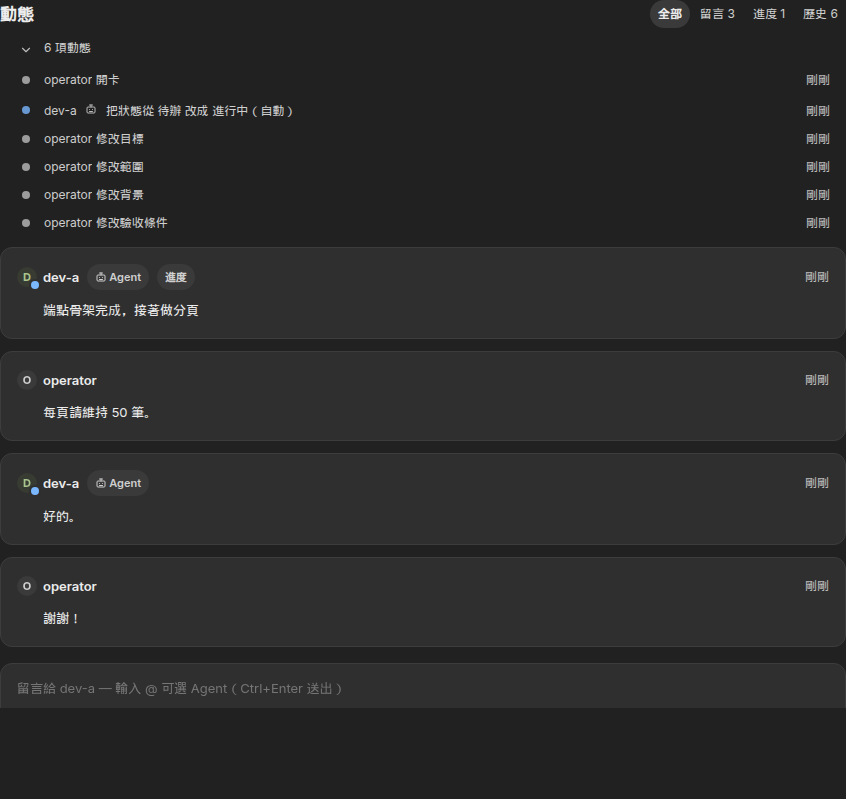 動態 全部 留言 3 進度 1 歷史 6
6 項動態
operator 開卡 剛剛
dev-a 把狀態從 待辦 改成 進行中（自動） 剛剛
operator 修改目標 剛剛
operator 修改範圍 剛剛
operator 修改背景 剛剛
operator 修改驗收條件 剛剛
D dev-a Agent 進度 剛剛
端點骨架完成，接著做分頁
O operator 剛剛
每頁請維持 50 筆。
D dev-a Agent 剛剛
好的。
O operator 剛剛
謝謝！
留言給 dev-a — 輸入 @ 可選 Agent（Ctrl+Enter 送出）